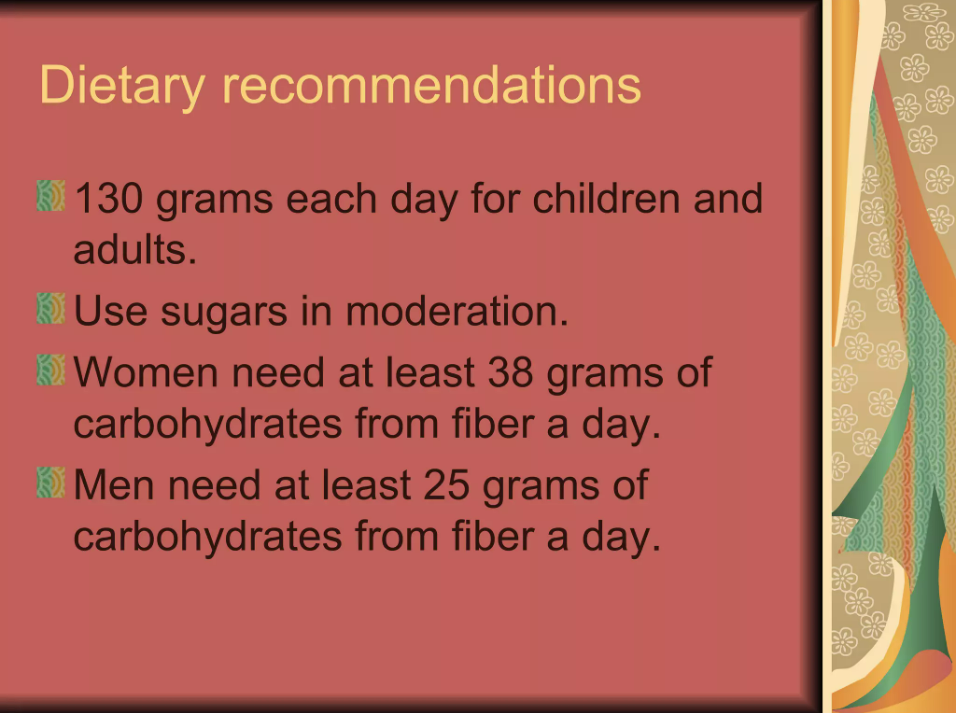 Dietary recommendations
130 grams each day for children and
adults.
Use sugars in moderation.
Women need at least 38 grams of
carbohydrates from fiber a day.
Men need at least 25 grams of
carbohydrates from fiber a day.